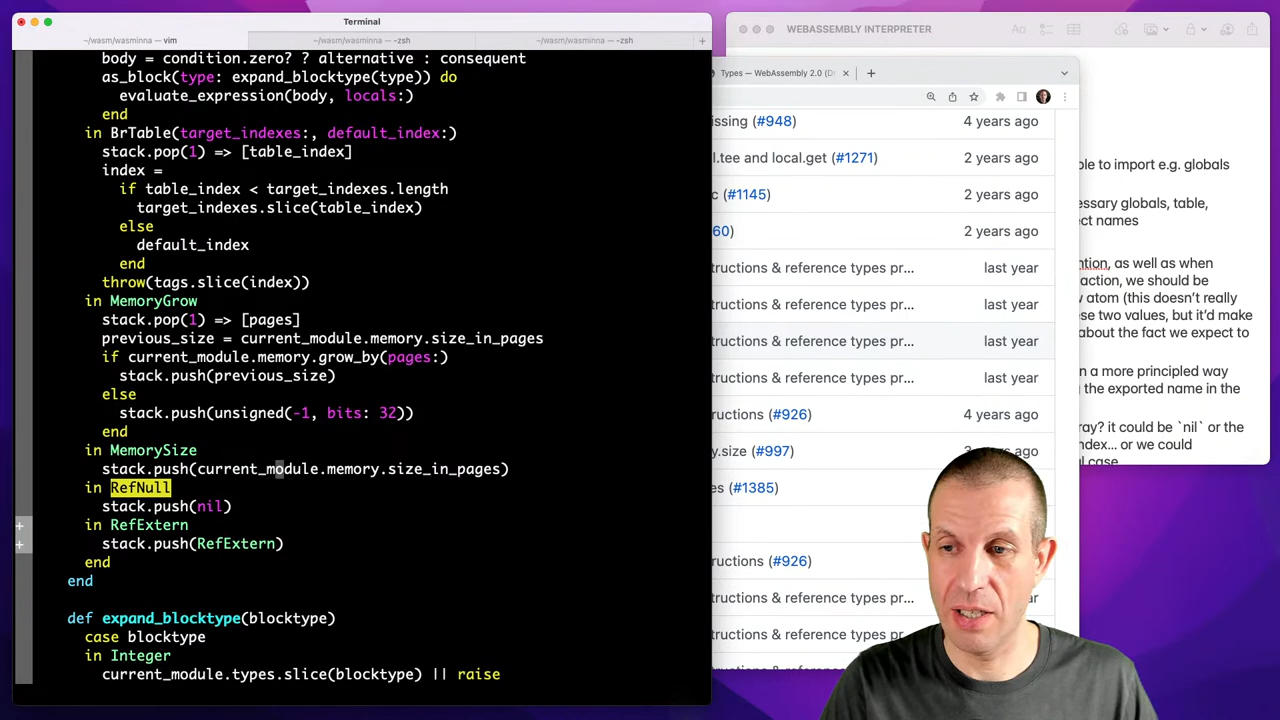 Terminal
~/wasm/wasminna — vim
~/wasm/wasminna — -zsh
~/wasm/wasminna — -zsh
+
body = condition.zero? ? alternative : consequent
as_block(type: expand_blocktype(type)) do
evaluate_expression(body, locals:)
end
in BrTable(target_indexes:, default_index:)
stack.pop(1) => [table_index]
index =
if table_index < target_indexes.length
target_indexes.slice(table_index)
else
default_index
end
throw(tags.slice(index))
in MemoryGrow
stack.pop(1) => [pages]
previous_size = current_module.memory.size_in_pages
if current_module.memory.grow_by(pages:)
stack.push(previous_size)
else
stack.push(unsigned(-1, bits: 32))
end
in MemorySize
stack.push(current_module.memory.size_in_pages)
in RefNull
stack.push(nil)
+ in RefExtern
+ stack.push(RefExtern)
end
end
def expand_blocktype(blocktype)
case blocktype
in Integer
current_module.types.slice(blocktype) || raise
WEBASSEMBLY INTERPRETER
Types — WebAssembly 2.0 (Dr
issing (#948) 4 years ago
l.tee and local.get (#1271) 2 years ago
c (#1145) 2 years ago
60) 2 years ago
tructions & reference types pr... last year
tructions & reference types pr... last year
tructions & reference types pr... last year
tructions & reference types pr... last year
ructions (#926) 4 years ago
y.size (#997) years ago
es (#1385)
ructions (#926)
tructions & reference types pr...
tructions & reference types pr...
ble to import e.g. globals
essary globals, table,
ect names
ntion, as well as when
action, we should be
w atom (this doesn't really
ese two values, but it'd make
about the fact we expect to
n a more principled way
g the exported name in the
ray? it could be `nil` or the
index... or we could
al case